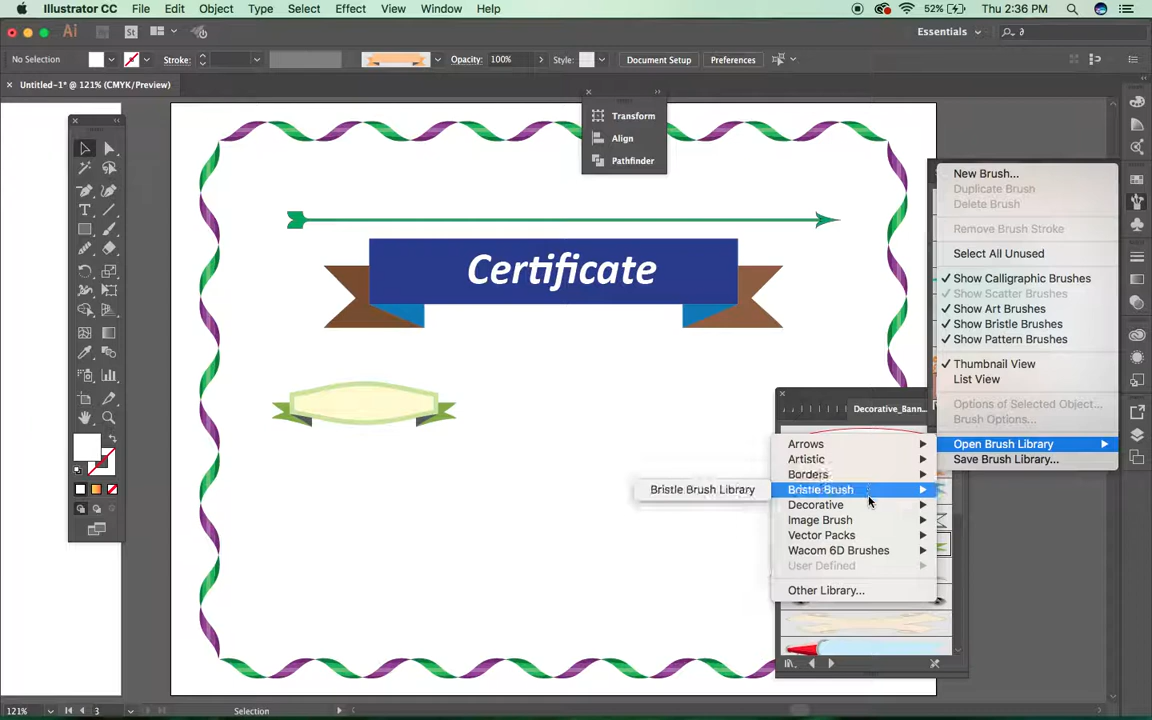 Illustrator CC File Edit Object Type Select Effect View Window Help 52% Thu 2:36 PM
Ai Br St Essentials
No Selection Stroke: Opacity: 100% Style: Document Setup Preferences
Untitled-1* @ 121% (CMYK/Preview)
Transform
Align
Pathfinder
New Brush...
Duplicate Brush
Delete Brush
Remove Brush Stroke
Select All Unused
Show Calligraphic Brushes
Show Scatter Brushes
Show Art Brushes
Show Bristle Brushes
Show Pattern Brushes
Thumbnail View
List View
Options of Selected Object...
Brush Options...
Open Brush Library
Save Brush Library...
Certificate
Decorative_Bann...
Arrows
Artistic
Borders
Bristle Brush
Bristle Brush Library
Decorative
Image Brush
Vector Packs
Wacom 6D Brushes
User Defined
Other Library...
121% 3 Selection